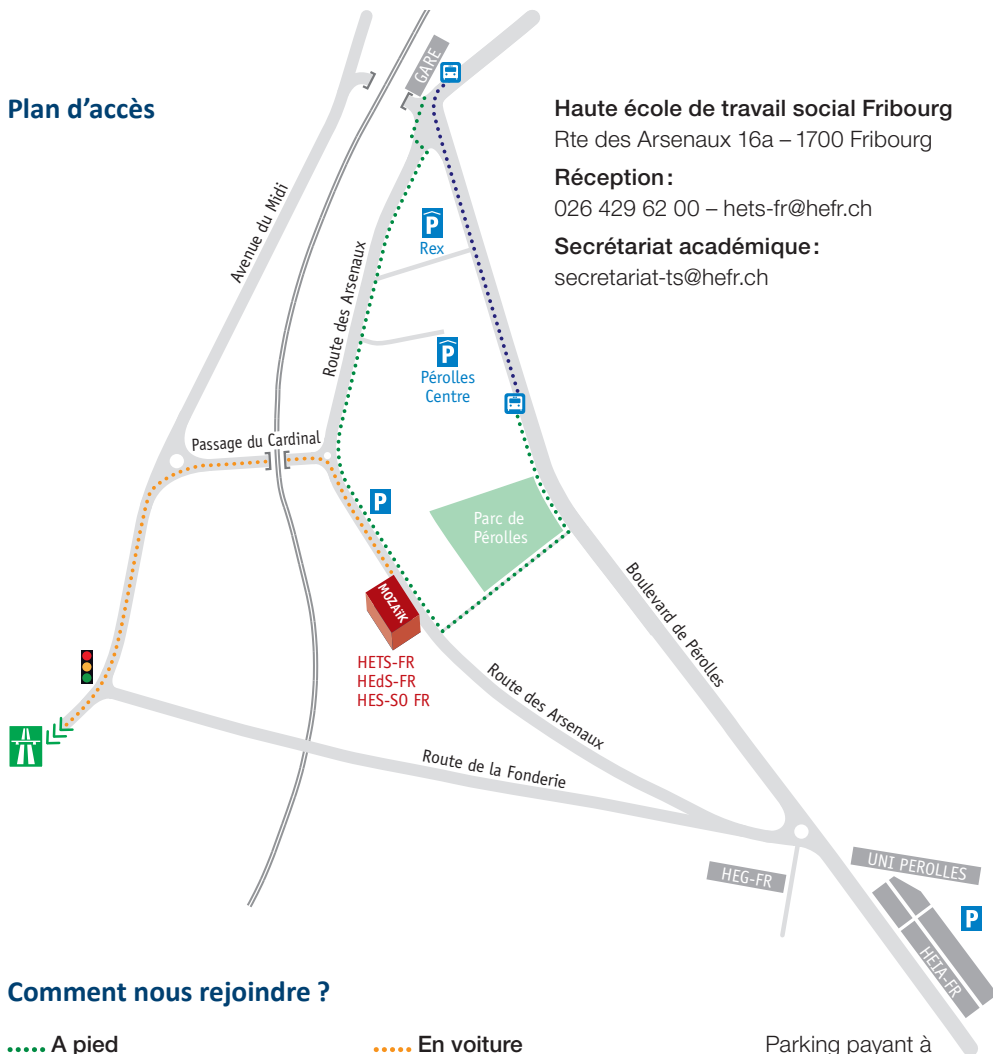 Plan d’accès
Haute école de travail social Fribourg
Rte des Arsenaux 16a – 1700 Fribourg
Réception:
026 429 62 00 – hets-fr@hefr.ch
Secrétariat académique:
secretariat-ts@hefr.ch
GARE
Avenue du Midi
P
Rex
Route des Arsenaux
P
Pérolles
Centre
Passage du Cardinal
P
Parc de
Pérolles
MOZAïK
HETS-FR
HEdS-FR
HES-SO FR
Boulevard de Pérolles
Route des Arsenaux
Route de la Fonderie
HEG-FR
UNI PEROLLES
P
HEIA-FR
Comment nous rejoindre ?
A pied
En voiture
Parking payant à